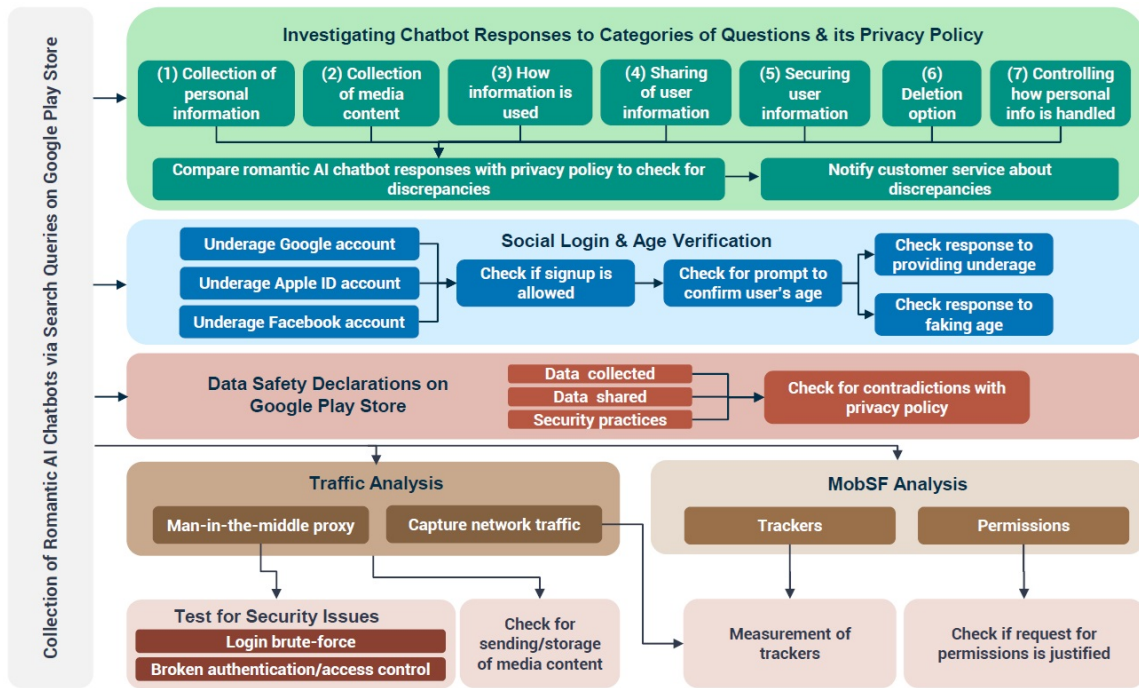 Collection of Romantic AI Chatbots via Search Queries on Google Play Store
Investigating Chatbot Responses to Categories of Questions & its Privacy Policy
(1) Collection of
personal
information
(2) Collection
of media
content
(3) How
information is
used
(4) Sharing
of user
information
(5) Securing
user
information
(6)
Deletion
option
(7) Controlling
how personal
info is handled
Compare romantic AI chatbot responses with privacy policy to check for
discrepancies
Notify customer service about
discrepancies
Social Login & Age Verification
Underage Google account
Underage Apple ID account
Underage Facebook account
Check if signup is
allowed
Check for prompt to
confirm user's age
Check response to
providing underage
Check response to
faking age
Data Safety Declarations on
Google Play Store
Data collected
Data shared
Security practices
Check for contradictions with
privacy policy
Traffic Analysis
Man-in-the-middle proxy
Capture network traffic
MobSF Analysis
Trackers
Permissions
Test for Security Issues
Login brute-force
Broken authentication/access control
Check for
sending/storage
of media content
Measurement of
trackers
Check if request for
permissions is justified